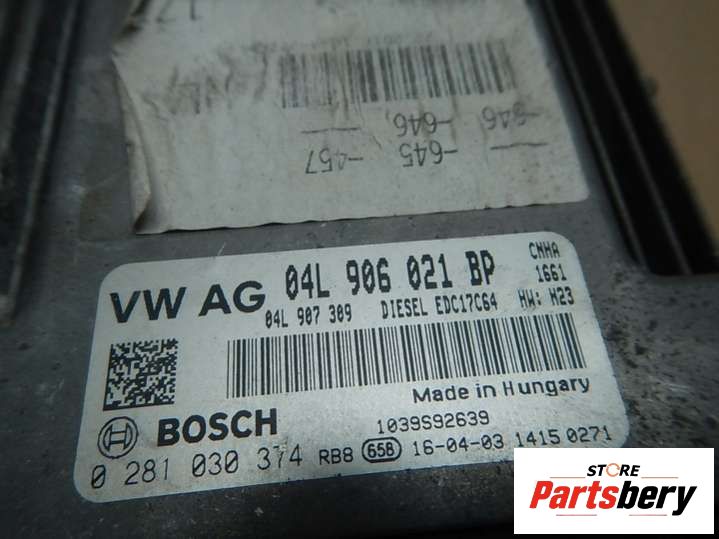 -646
-646,
-645
-457
VW AG 04L 906 021 BP CNHA
1661
04L 907 309 DIESEL EDC17C64 HW: H23
Made in Hungary
BOSCH 1039S92639
0 281 030 374 RB8 658 16-04-03 1415 0271
STORE
Partsbery